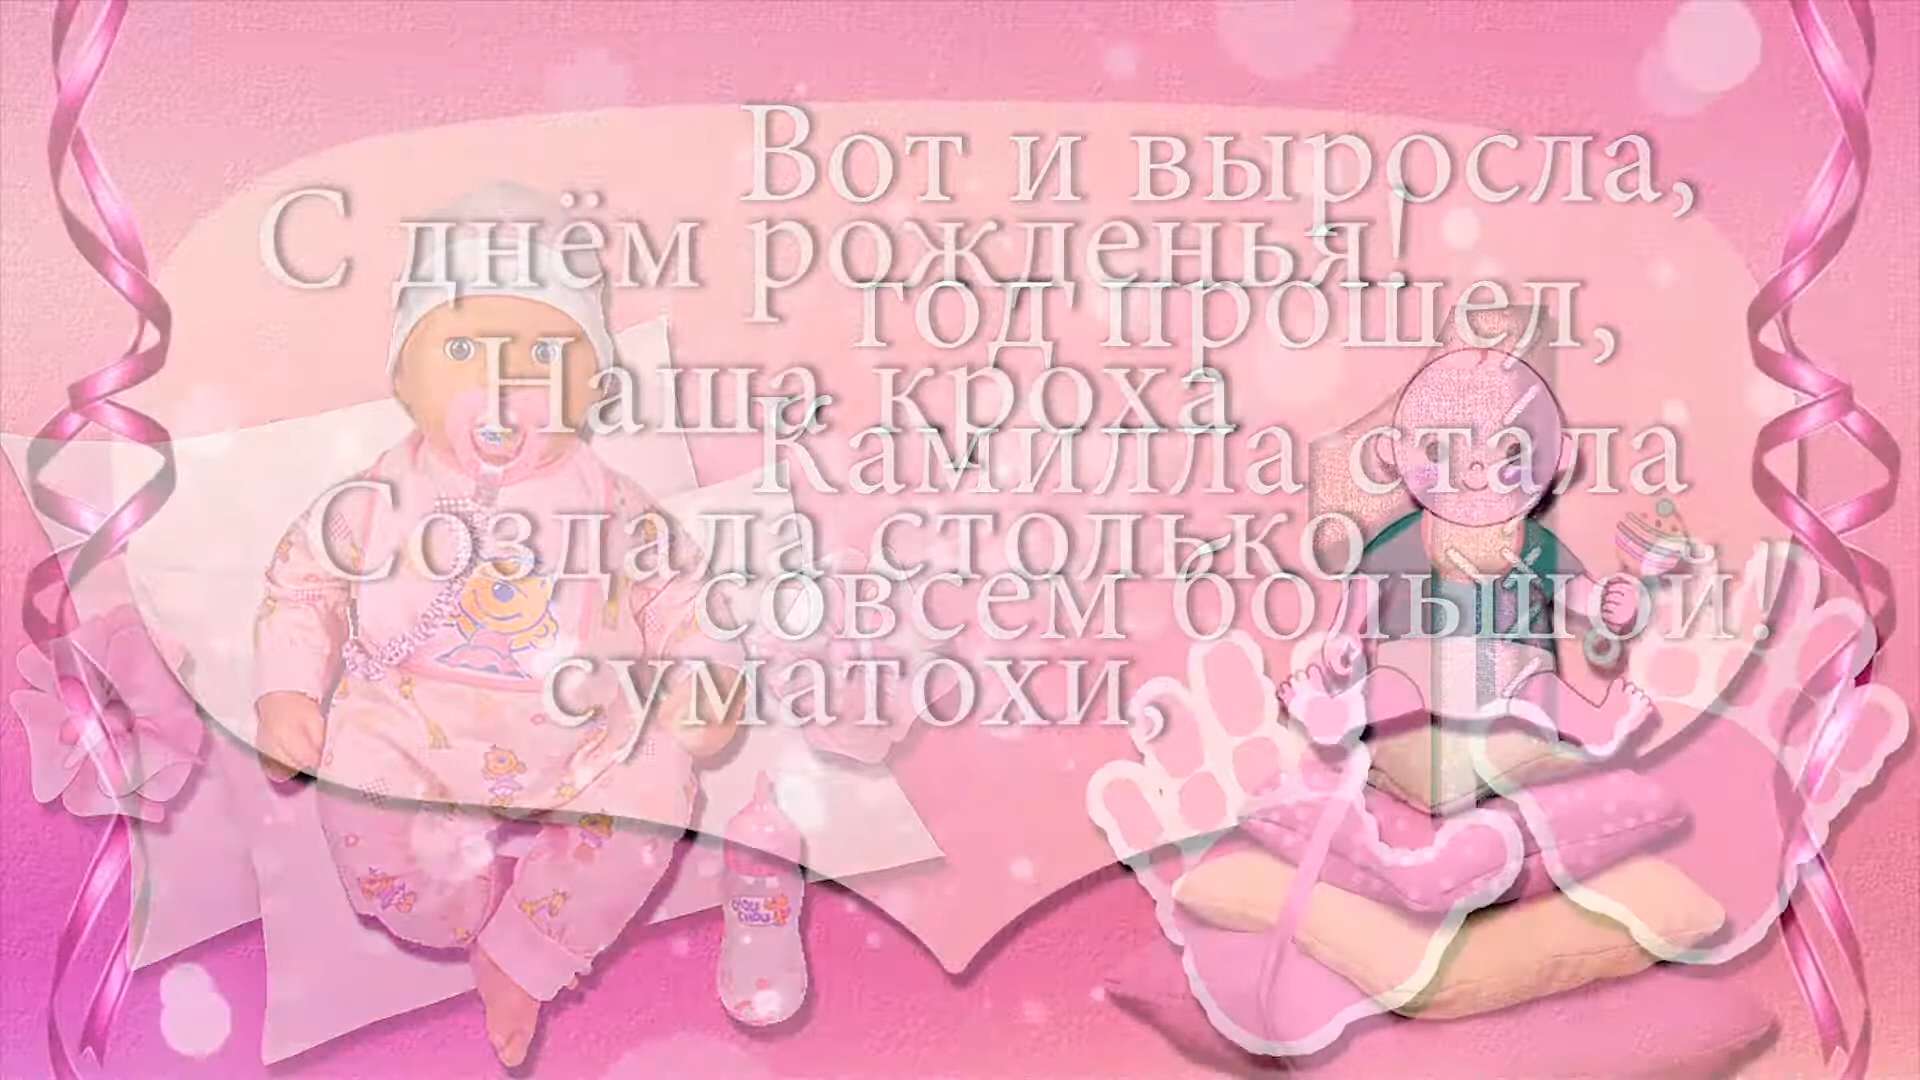 Вот и выросла,
год прошел,
Камилла стала
совсем большой!
С днём рожденья!
Наша кроха
Создала столько
суматохи,